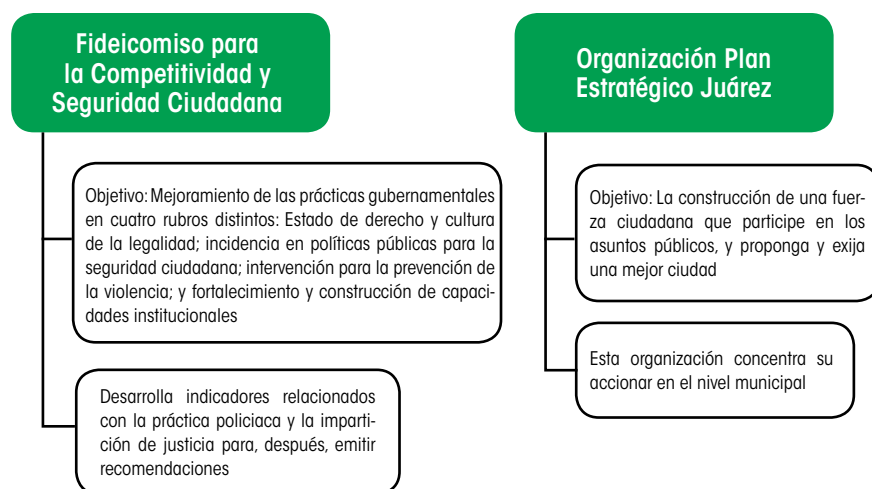 Fideicomiso para
la Competitividad y
Seguridad Ciudadana
Objetivo: Mejoramiento de las prácticas gubernamentales
en cuatro rubros distintos: Estado de derecho y cultura
de la legalidad; incidencia en políticas públicas para la
seguridad ciudadana; intervención para la prevención de
la violencia; y fortalecimiento y construcción de capaci-
dades institucionales
Desarrolla indicadores relacionados
con la práctica policiaca y la imparti-
ción de justicia para, después, emitir
recomendaciones
Organización Plan
Estratégico Juárez
Objetivo: La construcción de una fuer-
za ciudadana que participe en los
asuntos públicos, y proponga y exija
una mejor ciudad
Esta organización concentra su
accionar en el nivel municipal